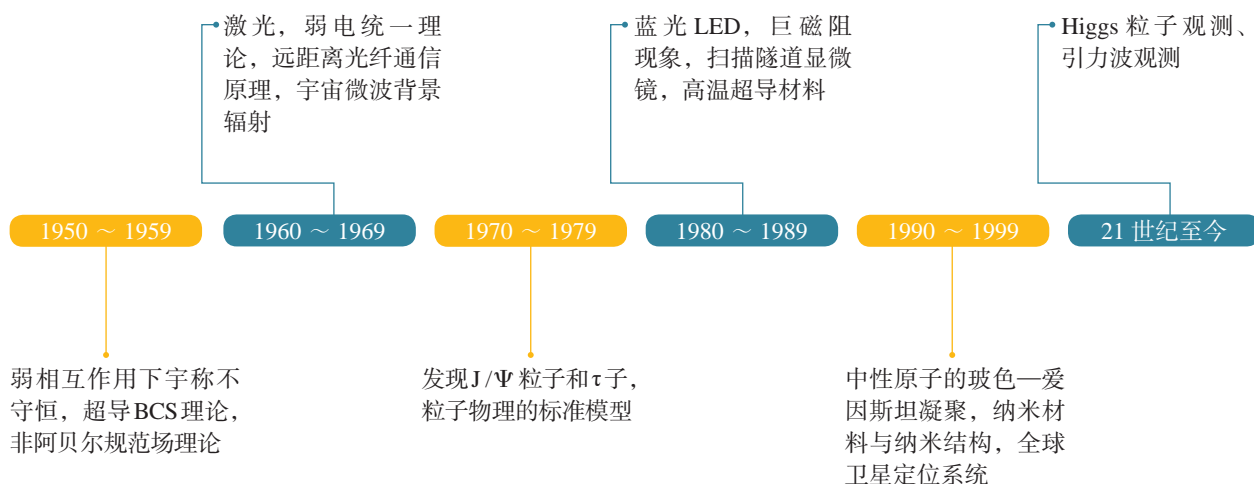 激光，弱电统一理
论，远距离光纤通信
原理，宇宙微波背景
辐射
蓝光 LED，巨磁阻
现象，扫描隧道显微
镜，高温超导材料
Higgs 粒子观测、
引力波观测
1950 ～ 1959
1960 ～ 1969
1970 ～ 1979
1980 ～ 1989
1990 ～ 1999
21 世纪至今
弱相互作用下宇称不
守恒，超导BCS理论，
非阿贝尔规范场理论
发现J/Ψ粒子和τ子，
粒子物理的标准模型
中性原子的玻色—爱
因斯坦凝聚，纳米材
料与纳米结构，全球
卫星定位系统